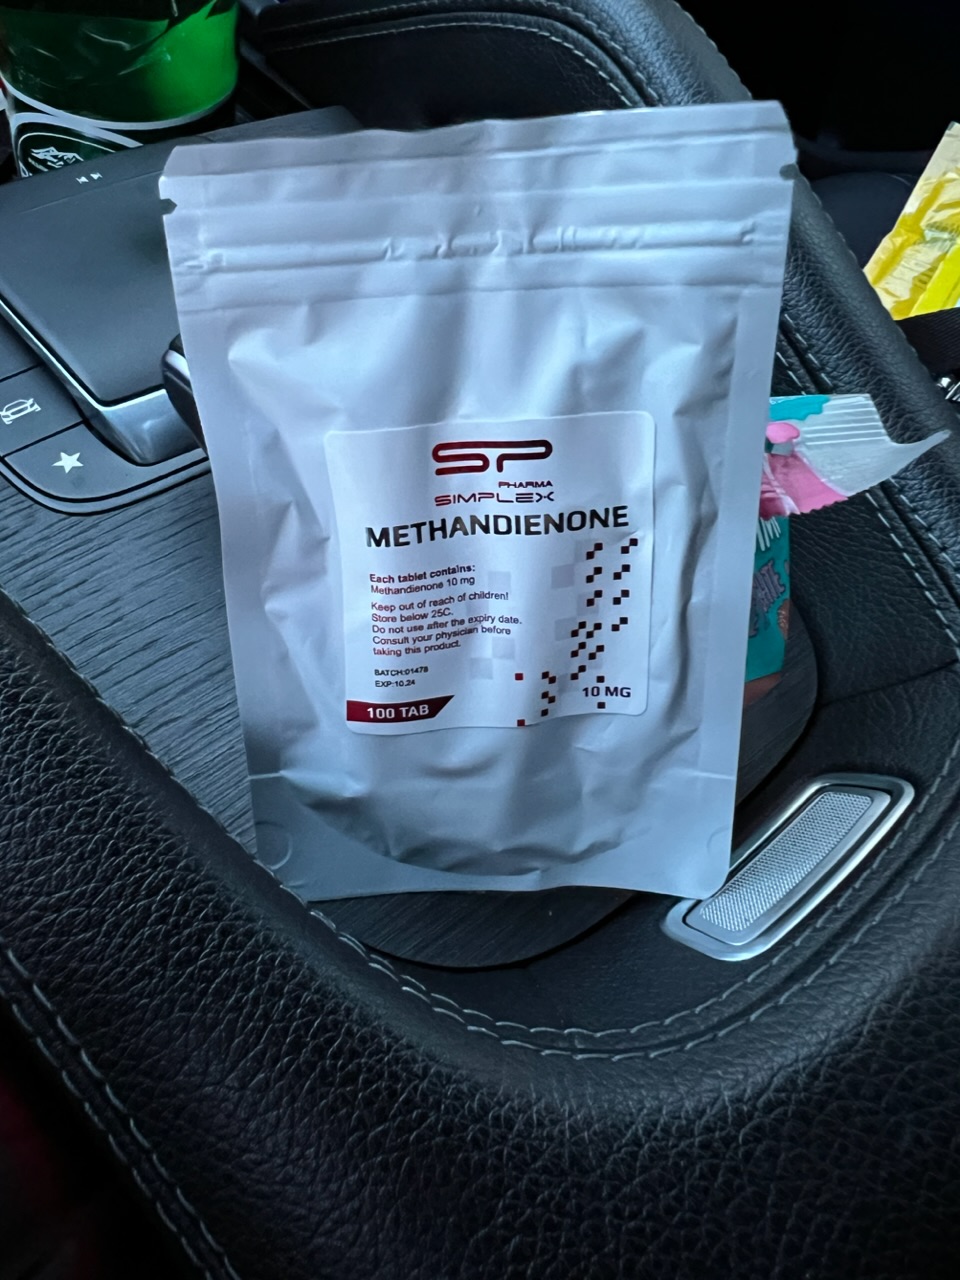 SP
PHARMA
SIMPLEX
METHANDIENONE
Each tablet contains:
Methandienone 10 mg
Keep out of reach of children!
Store below 25C.
Do not use after the expiry date.
Consult your physician before
taking this product.
BATCH:01478
EXP:10.24
100 TAB
10 MG